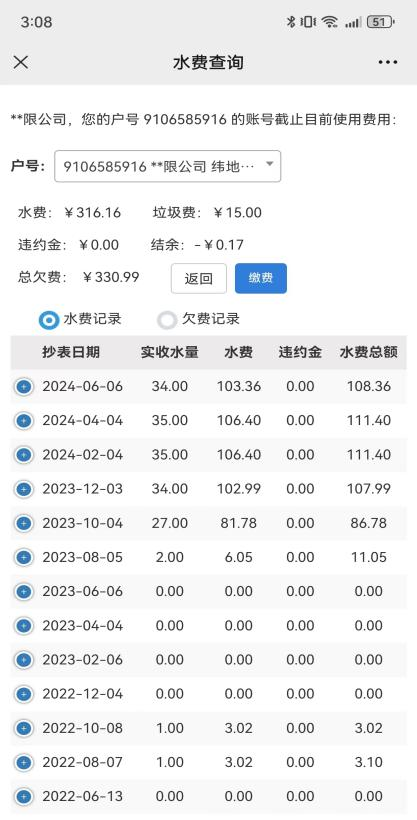 3:08 51
水费查询
**限公司，您的户号 9106585916 的账号截止目前使用费用：
户号： 9106585916 **限公司 纬地···
水费：￥316.16 垃圾费：￥15.00
违约金：￥0.00 结余：-￥0.17
总欠费：￥330.99 返回 缴费
水费记录 欠费记录
抄表日期 实收水量 水费 违约金 水费总额
2024-06-06 34.00 103.36 0.00 108.36
2024-04-04 35.00 106.40 0.00 111.40
2024-02-04 35.00 106.40 0.00 111.40
2023-12-03 34.00 102.99 0.00 107.99
2023-10-04 27.00 81.78 0.00 86.78
2023-08-05 2.00 6.05 0.00 11.05
2023-06-06 0.00 0.00 0.00 0.00
2023-04-04 0.00 0.00 0.00 0.00
2023-02-06 0.00 0.00 0.00 0.00
2022-12-04 0.00 0.00 0.00 0.00
2022-10-08 1.00 3.02 0.00 3.02
2022-08-07 1.00 3.02 0.00 3.10
2022-06-13 0.00 0.00 0.00 0.00